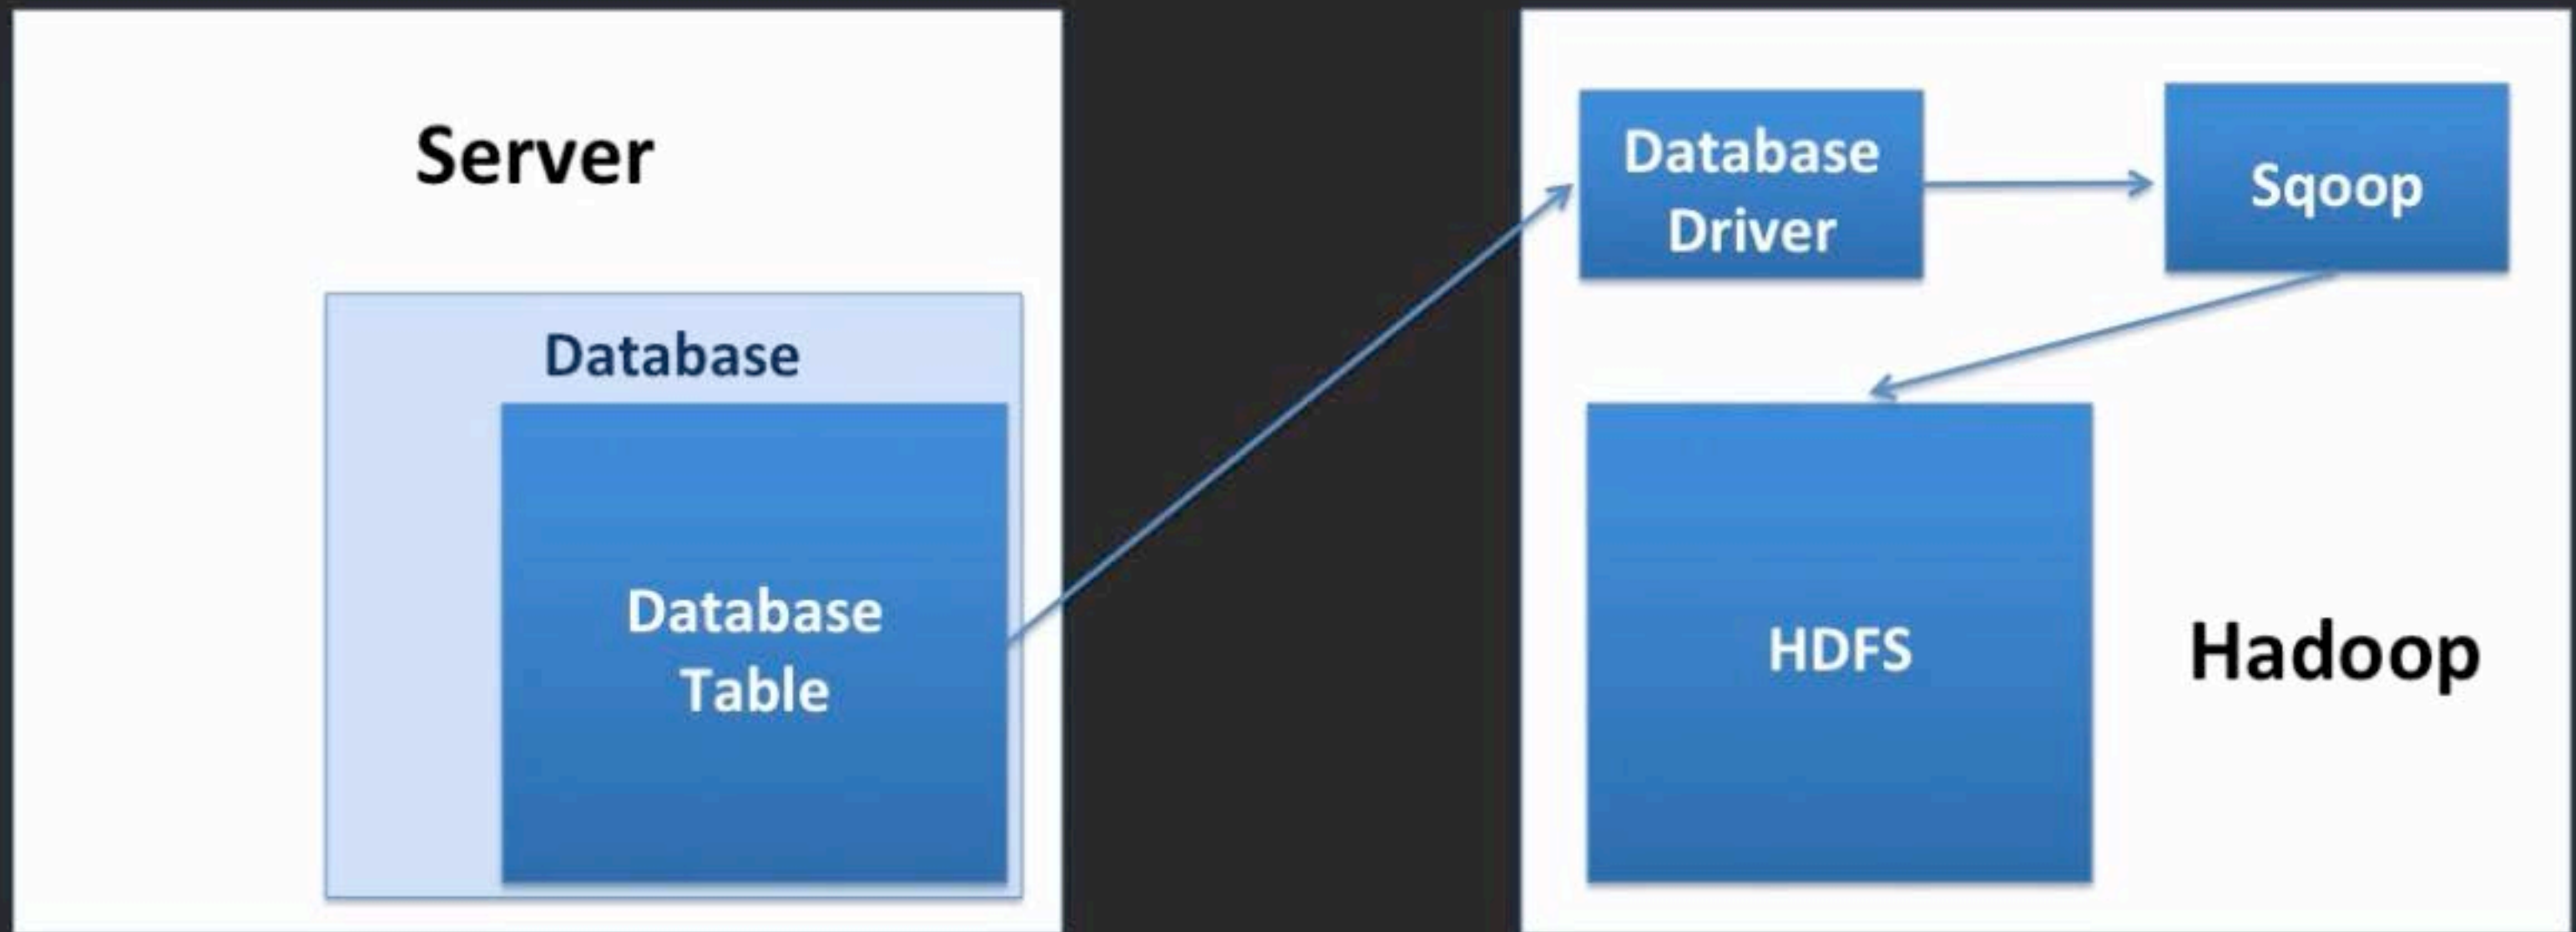 Server
Database
Database
Table
Database
Driver
Sqoop
HDFS
Hadoop